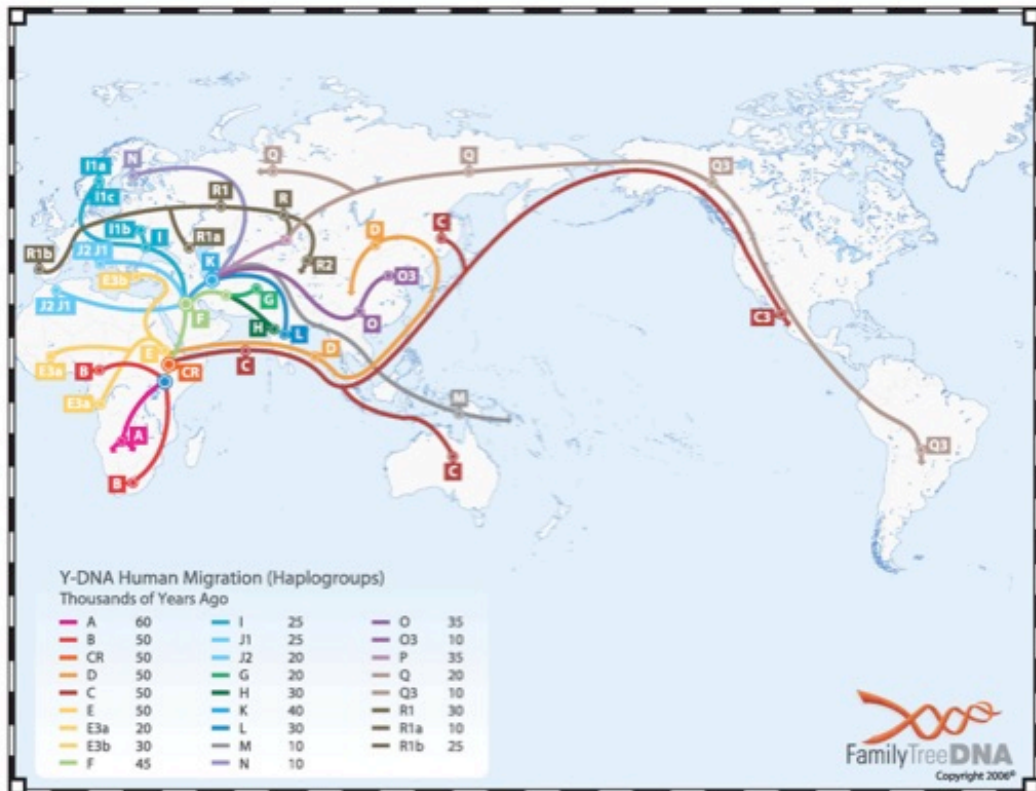 N
Q
Q
Q3
I1a
I1c
R1
R
C
D
I1b
I
R1a
J2 J1
R1b
K
R2
O3
E3b
J2 J1
G
F
H
L
O
C3
E
D
E3a
B
CR
C
M
E3a
A
Q3
C
B
Y-DNA Human Migration (Haplogroups)
Thousands of Years Ago
A 60
B 50
CR 50
D 50
C 50
E 50
E3a 20
E3b 30
F 45
I 25
J1 25
J2 20
G 20
H 30
K 40
L 30
M 10
N 10
O 35
O3 10
P 35
Q 20
Q3 10
R1 30
R1a 10
R1b 25
FamilyTreeDNA
Copyright 2006©